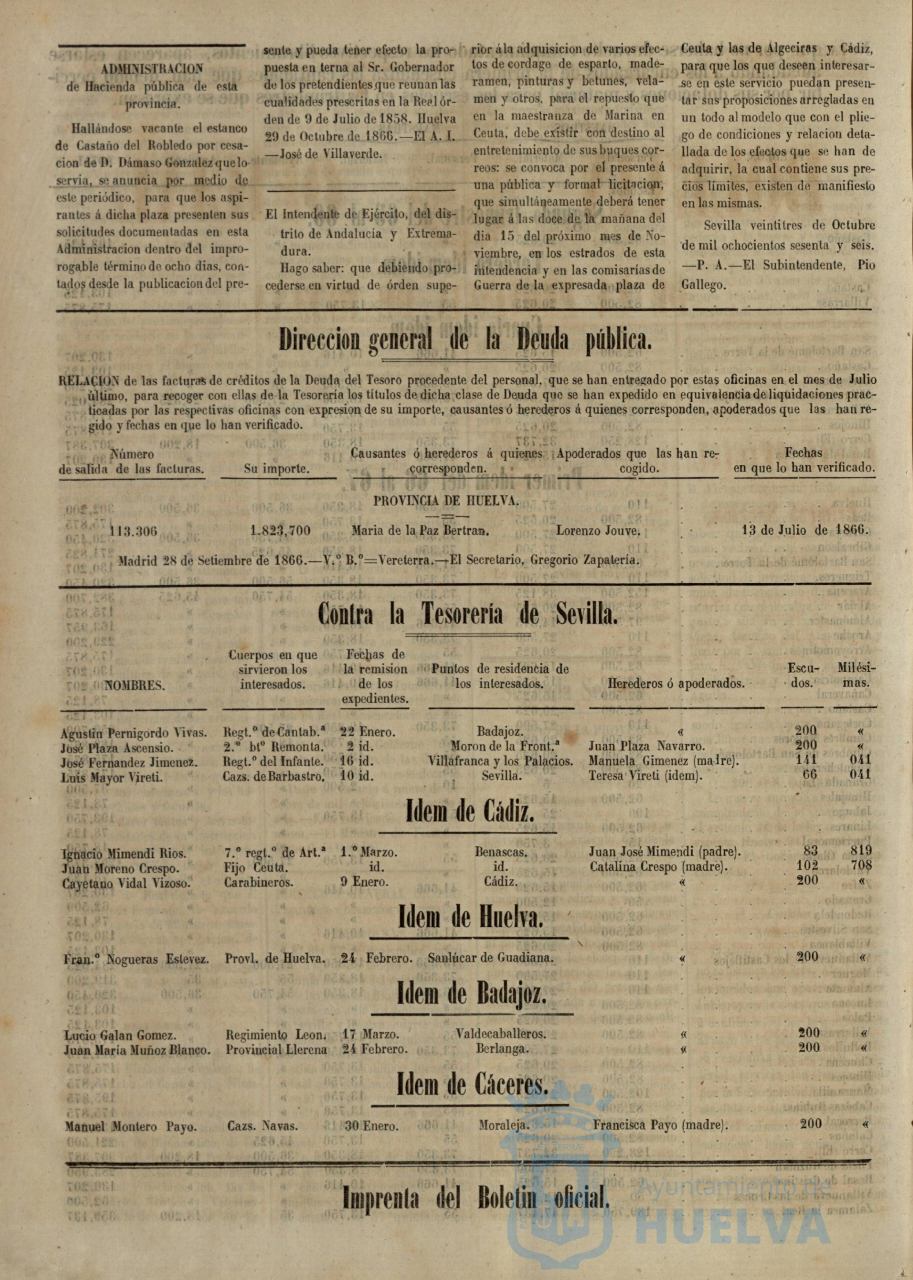 ADMINISTRACION
de Hacienda pública de esta
provincia.
Hallándose vacante el estanco
de Castaño del Robledo por cesa-
cion de D. Dámaso Gonzalez que lo
servia, se anuncia por medio de
este periódico, para que los aspi-
rantes á dicha plaza presenten sus
solicitudes documentadas en esta
Administracion dentro del impro-
rogable término de ocho dias, con-
tados desde la publicacion del pre-
sente y pueda tener efecto la pro-
puesta en terna al Sr. Gobernador
de los pretendientes que reunan las
cualidades prescritas en la Real ór-
den de 9 de Julio de 1858. Huelva
29 de Octubre de 1866.—El A. I.
—José de Villaverde.
El Intendente de Ejército, del dis-
trito de Andalucía y Extrema-
dura.
Hago saber: que debiendo pro-
cederse en virtud de órden supe-
rior á la adquisicion de varios efec-
tos de cordage de esparto, made-
ramen, pinturas y betunes, vela-
men y otros, para el repuesto que
en la maestranza de Marina en
Ceuta, debe existir con destino al
entretenimiento de sus buques cor-
reos: se convoca por el presente á
una pública y formal licitacion,
que simultáneamente deberá tener
lugar á las doce de la mañana del
dia 15 del próximo mes de No-
viembre, en los estrados de esta
intendencia y en las comisarías de
Guerra de la expresada plaza de
Ceuta y las de Algeciras y Cádiz,
para que los que deseen interesar-
se en este servicio puedan presen-
tar sus proposiciones arregladas en
un todo al modelo que con el plie-
go de condiciones y relacion deta-
llada de los efectos que se han de
adquirir, la cual contiene sus pre-
cios límites, existen de manifiesto
en las mismas.
Sevilla veintitres de Octubre
de mil ochocientos sesenta y seis.
—P. A.—El Subintendente, Pio
Gallego.
Direccion general de la Deuda pública.
RELACION de las facturas de créditos de la Deuda del Tesoro procedente del personal, que se han entregado por estas oficinas en el mes de Julio
último, para recoger con ellas de la Tesorería los títulos de dicha clase de Deuda que se han expedido en equivalencia de liquidaciones prac-
ticadas por las respectivas oficinas con expresion de su importe, causantes ó herederos á quienes corresponden, apoderados que las han re-
gido y fechas en que lo han verificado.
Número Causantes ó herederos á quienes Apoderados que las han re- Fechas
de salida de las facturas. Su importe. corresponden. cogido. en que lo han verificado.
PROVINCIA DE HUELVA.
113.306 1.823,700 Maria de la Paz Bertran. Lorenzo Jouve. 13 de Julio de 1866.
Madrid 28 de Setiembre de 1866.—V.º B.º=Vereterra.—El Secretario, Gregorio Zapatería.
Contra la Tesorería de Sevilla.
Cuerpos en que Fechas de
sirvieron los la remision Puntos de residencia de Escu- Milési-
NOMBRES. interesados. de los los interesados. Herederos ó apoderados. dos. mas.
expedientes.
Agustin Pernigordo Vivas. Regt.º de Cantab.ª 22 Enero. Badajoz. « 200 «
José Plaza Ascensio. 2.º btº Remonta. 2 id. Moron de la Front.ª Juan Plaza Navarro. 200 «
José Fernandez Jimenez. Regt.º del Infante. 16 id. Villafranca y los Palacios. Manuela Gimenez (madre). 141 041
Luis Mayor Vireti. Cazs. de Barbastro. 10 id. Sevilla. Teresa Vireti (idem). 66 041
Idem de Cádiz.
Ignacio Mimendi Rios. 7.º regt.º de Art.ª 1.º Marzo. Benascas. Juan José Mimendi (padre). 83 819
Juan Moreno Crespo. Fijo Ceuta. id. id. Catalina Crespo (madre). 102 708
Cayetano Vidal Vizoso. Carabineros. 9 Enero. Cádiz. « 200 «
Idem de Huelva.
Fran.º Nogueras Estevez. Provl. de Huelva. 24 Febrero. Sanlúcar de Guadiana. « 200 «
Idem de Badajoz.
Lucio Galan Gomez. Regimiento Leon. 17 Marzo. Valdecaballeros. « 200 «
Juan María Muñoz Blanco. Provincial Llerena 24 Febrero. Berlanga. « 200 «
Idem de Cáceres.
Manuel Montero Payo. Cazs. Navas. 30 Enero. Moraleja. Francisca Payo (madre). 200 «
Imprenta del Boletin oficial.
Ayuntamiento de
HUELVA